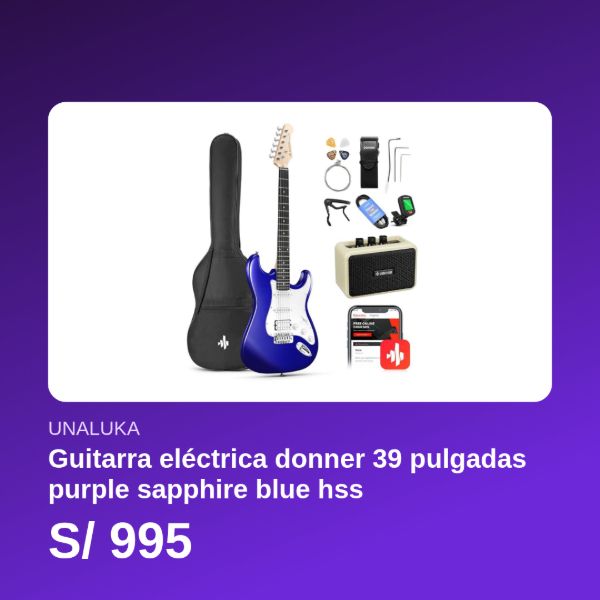 UNALUKA
Guitarra eléctrica donner 39 pulgadas
purple sapphire blue hss
S/ 995